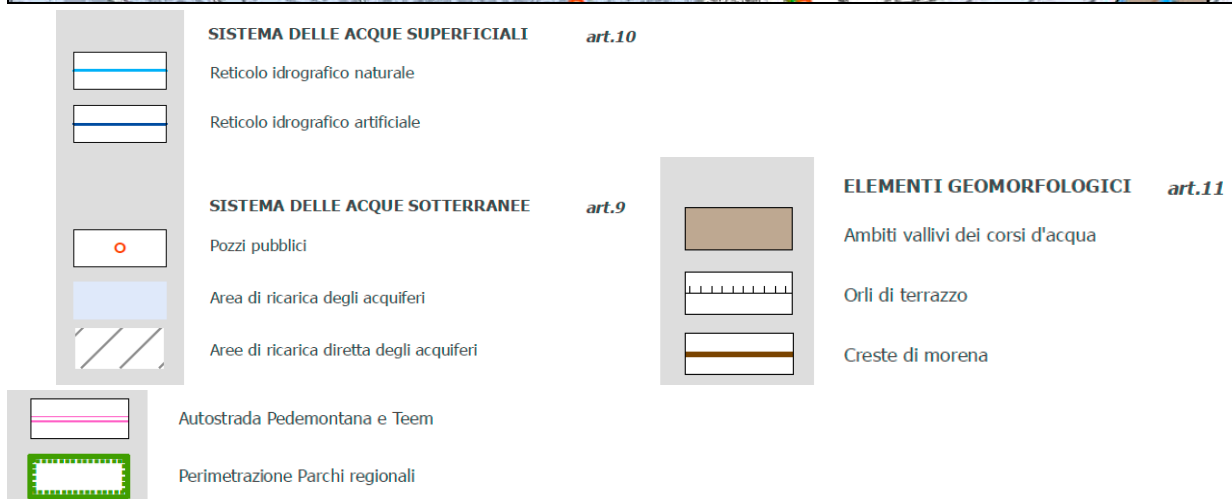 SISTEMA DELLE ACQUE SUPERFICIALI art.10
Reticolo idrografico naturale
Reticolo idrografico artificiale
SISTEMA DELLE ACQUE SOTTERRANEE art.9
Pozzi pubblici
Area di ricarica degli acquiferi
Aree di ricarica diretta degli acquiferi
ELEMENTI GEOMORFOLOGICI art.11
Ambiti vallivi dei corsi d'acqua
Orli di terrazzo
Creste di morena
Autostrada Pedemontana e Teem
Perimetrazione Parchi regionali